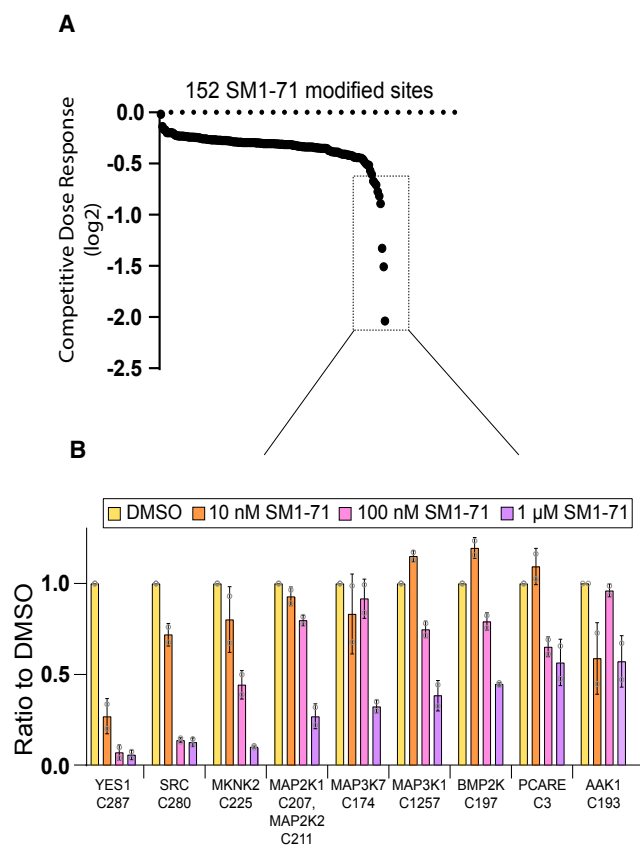 A
152 SM1-71 modified sites
Competitive Dose Response
(log2)
0.0
-0.5
-1.0
-1.5
-2.0
-2.5
B
DMSO 10 nM SM1-71 100 nM SM1-71 1 µM SM1-71
Ratio to DMSO
1.0
0.5
0.0
YES1 SRC MKNK2 MAP2K1 MAP3K7 MAP3K1 BMP2K PCARE AAK1
C287 C280 C225 C207, C174 C1257 C197 C3 C193
MAP2K2
C211